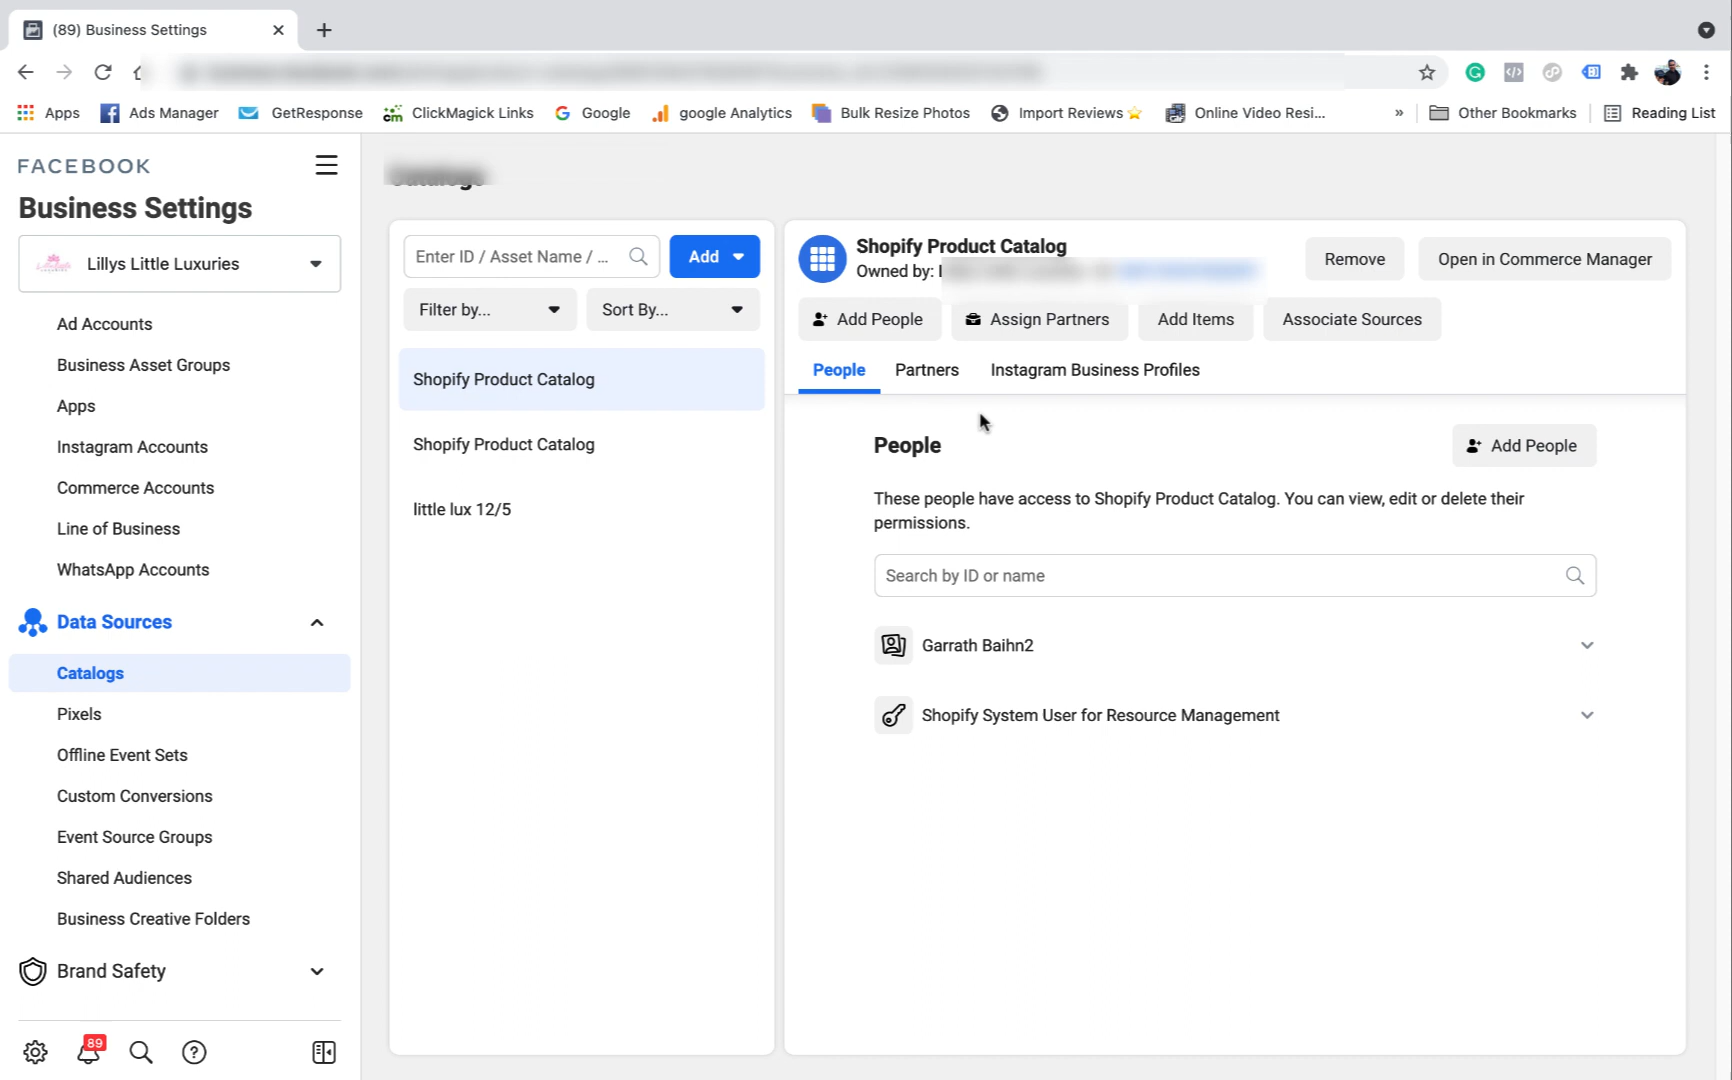 (89) Business Settings
Apps
Ads Manager
GetResponse
cm
ClickMagick Links
Google
google Analytics
Bulk Resize Photos
Import Reviews⭐
Online Video Resi...
»
Other Bookmarks
Reading List
FACEBOOK
Business Settings
Lillys Little Luxuries
Ad Accounts
Business Asset Groups
Apps
Instagram Accounts
Commerce Accounts
Line of Business
WhatsApp Accounts
Data Sources
Catalogs
Pixels
Offline Event Sets
Custom Conversions
Event Source Groups
Shared Audiences
Business Creative Folders
Brand Safety
89
Catalogs
Enter ID / Asset Name / ...
Add
Filter by...
Sort By...
Shopify Product Catalog
Shopify Product Catalog
little lux 12/5
Shopify Product Catalog
Owned by:
Remove
Open in Commerce Manager
Add People
Assign Partners
Add Items
Associate Sources
People
Partners
Instagram Business Profiles
People
Add People
These people have access to Shopify Product Catalog. You can view, edit or delete their
permissions.
Search by ID or name
Garrath Baihn2
Shopify System User for Resource Management